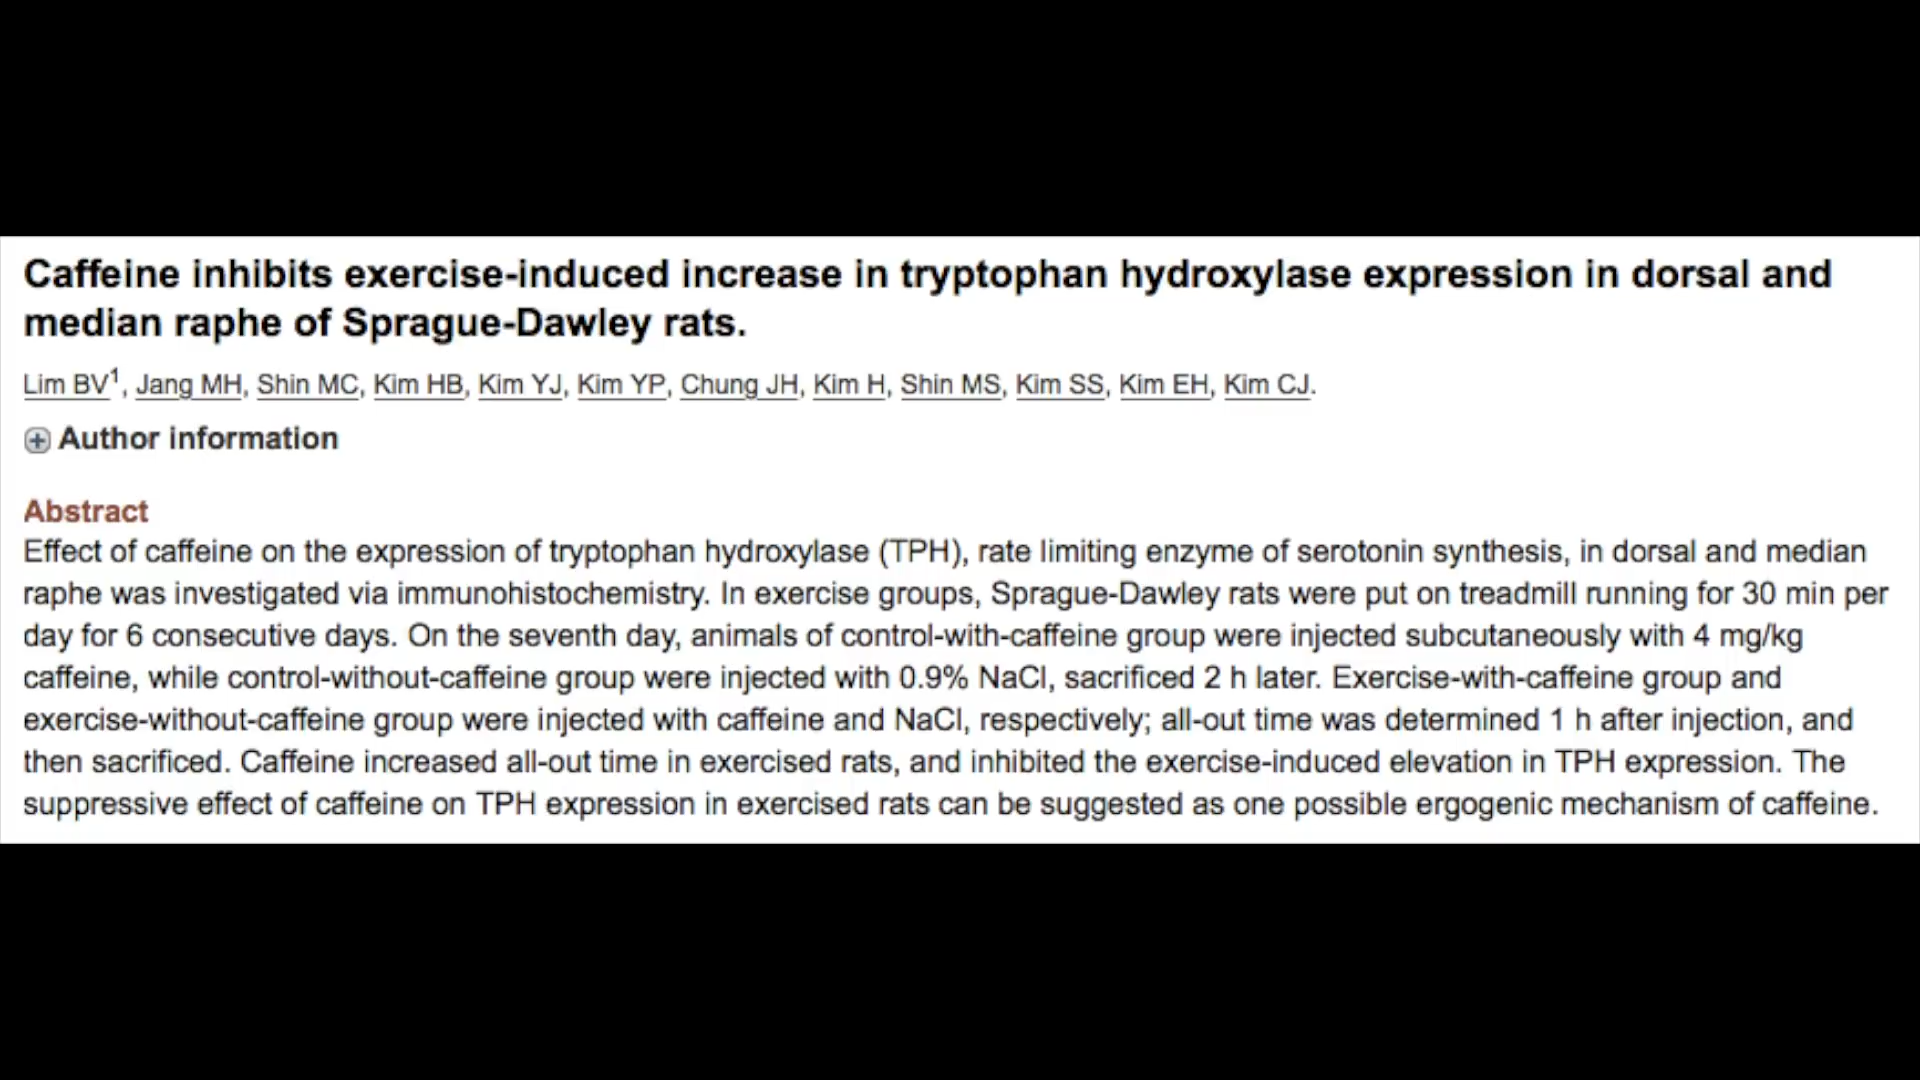 Caffeine inhibits exercise-induced increase in tryptophan hydroxylase expression in dorsal and
median raphe of Sprague-Dawley rats.
Lim BV1, Jang MH, Shin MC, Kim HB, Kim YJ, Kim YP, Chung JH, Kim H, Shin MS, Kim SS, Kim EH, Kim CJ.
Author information
Abstract
Effect of caffeine on the expression of tryptophan hydroxylase (TPH), rate limiting enzyme of serotonin synthesis, in dorsal and median
raphe was investigated via immunohistochemistry. In exercise groups, Sprague-Dawley rats were put on treadmill running for 30 min per
day for 6 consecutive days. On the seventh day, animals of control-with-caffeine group were injected subcutaneously with 4 mg/kg
caffeine, while control-without-caffeine group were injected with 0.9% NaCl, sacrificed 2 h later. Exercise-with-caffeine group and
exercise-without-caffeine group were injected with caffeine and NaCl, respectively; all-out time was determined 1 h after injection, and
then sacrificed. Caffeine increased all-out time in exercised rats, and inhibited the exercise-induced elevation in TPH expression. The
suppressive effect of caffeine on TPH expression in exercised rats can be suggested as one possible ergogenic mechanism of caffeine.